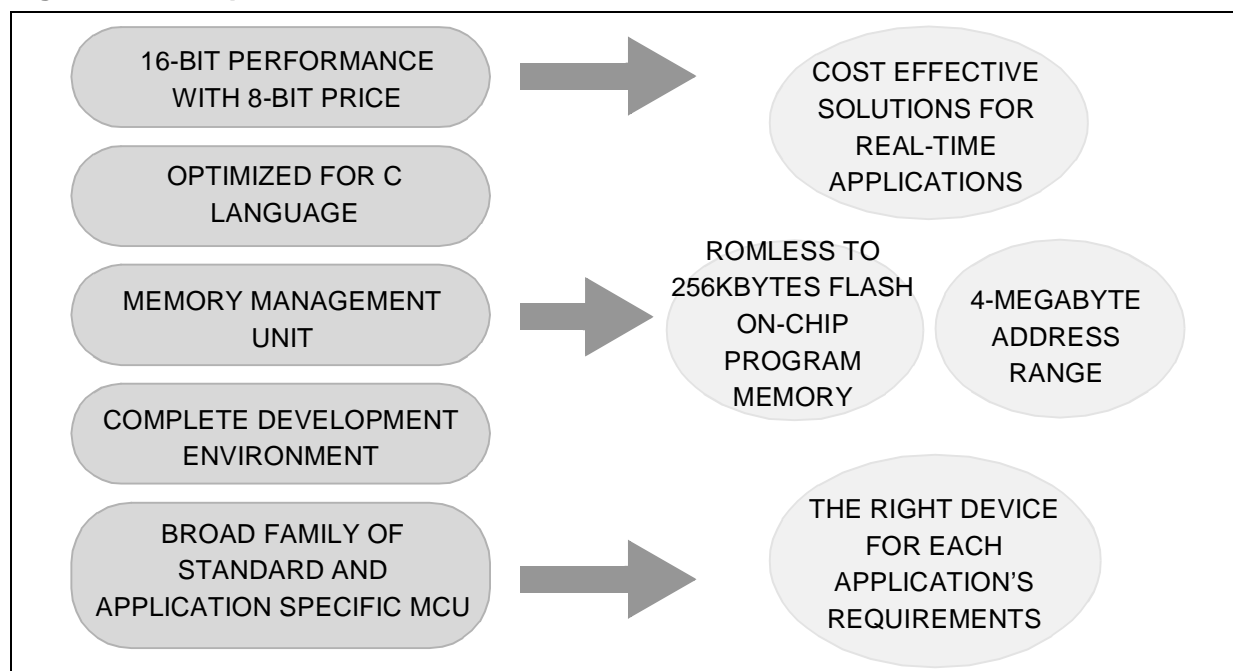 16-BIT PERFORMANCE
WITH 8-BIT PRICE
COST EFFECTIVE
SOLUTIONS FOR
REAL-TIME
APPLICATIONS
OPTIMIZED FOR C
LANGUAGE
MEMORY MANAGEMENT
UNIT
ROMLESS TO
256KBYTES FLASH
ON-CHIP
PROGRAM
MEMORY
4-MEGABYTE
ADDRESS
RANGE
COMPLETE DEVELOPMENT
ENVIRONMENT
BROAD FAMILY OF
STANDARD AND
APPLICATION SPECIFIC MCU
THE RIGHT DEVICE
FOR EACH
APPLICATION’S
REQUIREMENTS